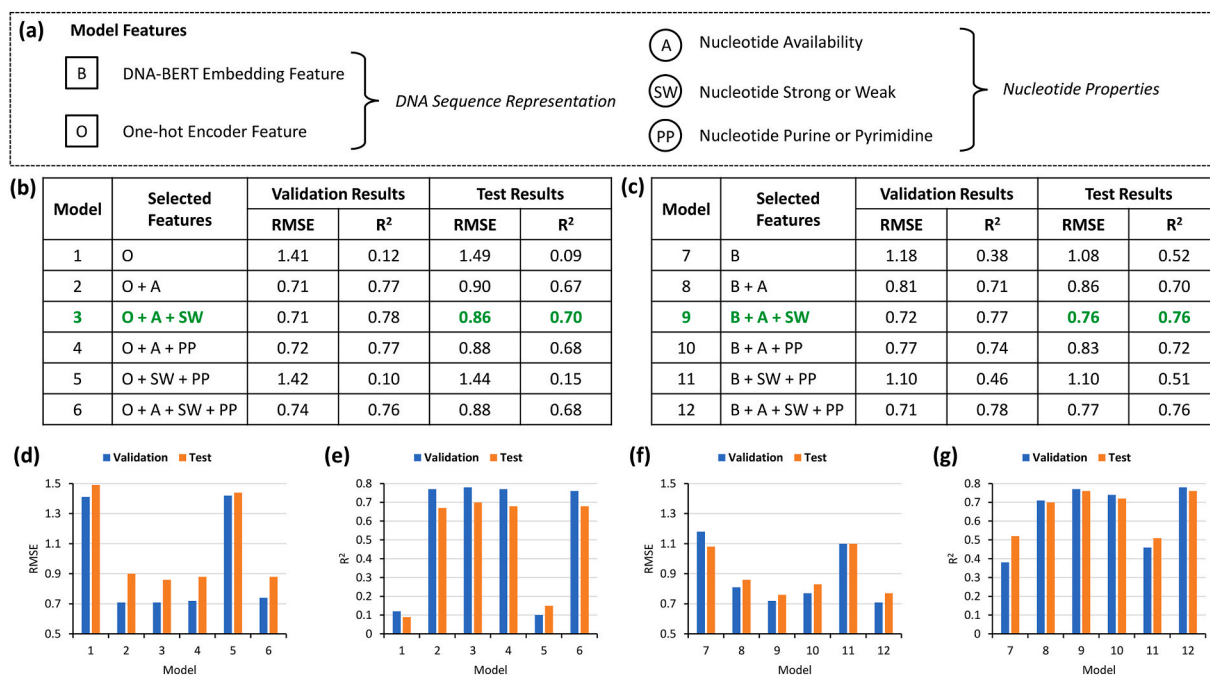 (a) Model Features
B DNA-BERT Embedding Feature
O One-hot Encoder Feature
DNA Sequence Representation
A Nucleotide Availability
SW Nucleotide Strong or Weak
PP Nucleotide Purine or Pyrimidine
Nucleotide Properties
(b)
Model Selected Features Validation Results Test Results
RMSE R² RMSE R²
1 O 1.41 0.12 1.49 0.09
2 O + A 0.71 0.77 0.90 0.67
3 O + A + SW 0.71 0.78 0.86 0.70
4 O + A + PP 0.72 0.77 0.88 0.68
5 O + SW + PP 1.42 0.10 1.44 0.15
6 O + A + SW + PP 0.74 0.76 0.88 0.68
(c)
Model Selected Features Validation Results Test Results
RMSE R² RMSE R²
7 B 1.18 0.38 1.08 0.52
8 B + A 0.81 0.71 0.86 0.70
9 B + A + SW 0.72 0.77 0.76 0.76
10 B + A + PP 0.77 0.74 0.83 0.72
11 B + SW + PP 1.10 0.46 1.10 0.51
12 B + A + SW + PP 0.71 0.78 0.77 0.76
(d)
Validation Test
RMSE
1.5
1.3
1.1
0.9
0.7
0.5
1 2 3 4 5 6
Model
(e)
Validation Test
R²
0.8
0.7
0.6
0.5
0.4
0.3
0.2
0.1
0
1 2 3 4 5 6
Model
(f)
Validation Test
RMSE
1.5
1.3
1.1
0.9
0.7
0.5
7 8 9 10 11 12
Model
(g)
Validation Test
R²
0.8
0.7
0.6
0.5
0.4
0.3
0.2
0.1
0
7 8 9 10 11 12
Model